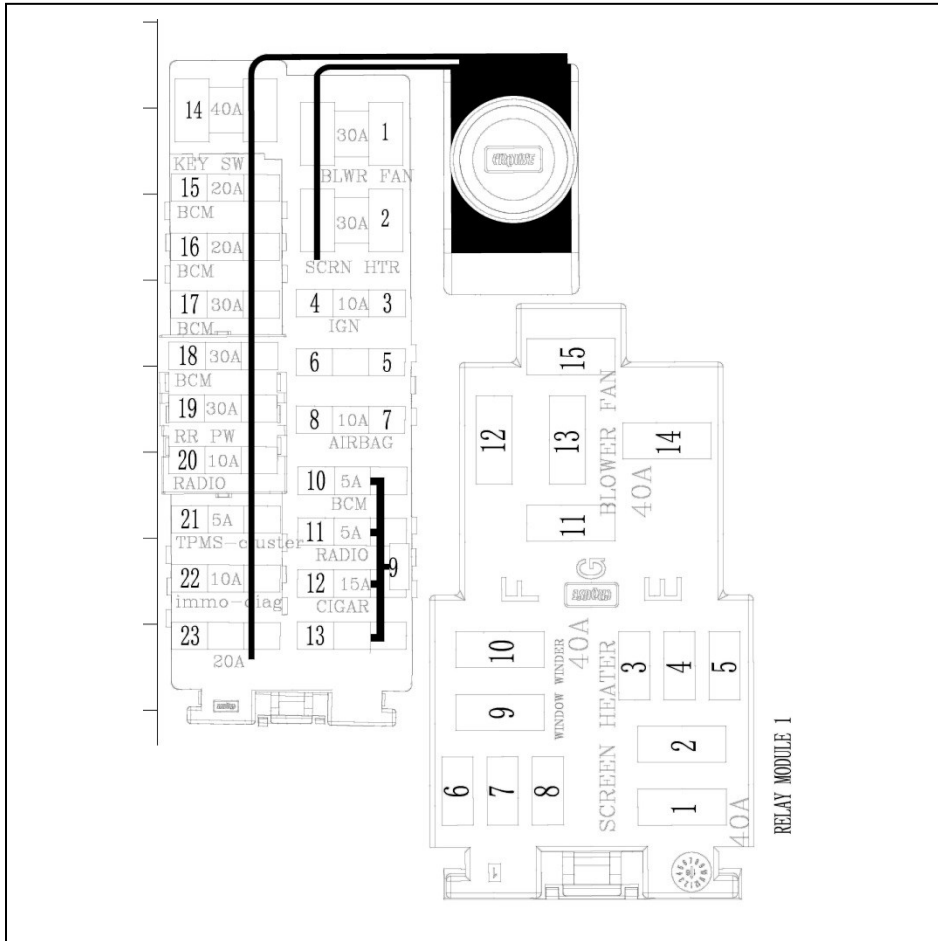 14 40A
KEY SW
15 20A
BCM
16 20A
BCM
17 30A
BCM
18 30A
BCM
19 30A
RR PW
20 10A
RADIO
21 5A
TPMS-cluster
22 10A
immo-diag
23
20A
30A 1
BLWR FAN
30A 2
SCRN HTR
4 10A 3
IGN
6 5
8 10A 7
AIRBAG
10 5A
BCM
11 5A
RADIO
9
12 15A
CIGAR
13
15
12
13
BLOWER FAN
14
40A
11
F
G
E
10
9
WINDOW WINDER
40A
3
4
5
6
7
8
SCREEN HEATER
2
1
40A
1
RELAY MODULE 1